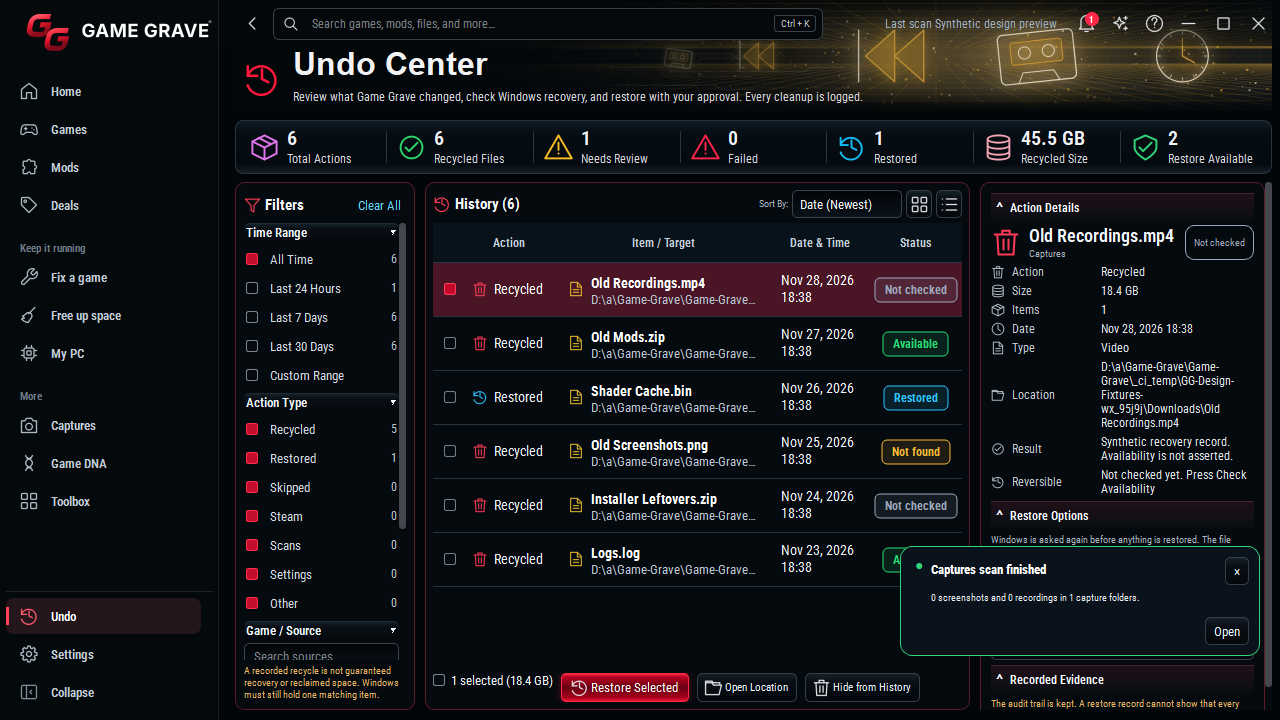 GAME GRAVE
Search games, mods, files, and more...
Ctrl + K
Last scan Synthetic design preview
1
Undo Center
Review what Game Grave changed, check Windows recovery, and restore with your approval. Every cleanup is logged.
Home
Games
Mods
Deals
Keep it running
Fix a game
Free up space
My PC
More
Captures
Game DNA
Toolbox
Undo
Settings
Collapse
6
Total Actions
6
Recycled Files
1
Needs Review
0
Failed
1
Restored
45.5 GB
Recycled Size
2
Restore Available
Filters
Clear All
Time Range
All Time 6
Last 24 Hours 1
Last 7 Days 6
Last 30 Days 6
Custom Range
Action Type
Recycled 5
Restored 1
Skipped 0
Steam 0
Scans 0
Settings 0
Other 0
Game / Source
Search sources
A recorded recycle is not guaranteed
recovery or reclaimed space. Windows
must still hold one matching item.
History (6)
Sort By: Date (Newest)
Action Item / Target Date & Time Status
Recycled Old Recordings.mp4 D:\a\Game-Grave\Game-Grave... Nov 28, 2026 18:38 Not checked
Recycled Old Mods.zip D:\a\Game-Grave\Game-Grave... Nov 27, 2026 18:38 Available
Restored Shader Cache.bin D:\a\Game-Grave\Game-Grave... Nov 26, 2026 18:38 Restored
Recycled Old Screenshots.png D:\a\Game-Grave\Game-Grave... Nov 25, 2026 18:38 Not found
Recycled Installer Leftovers.zip D:\a\Game-Grave\Game-Grave... Nov 24, 2026 18:38 Not checked
Recycled Logs.log D:\a\Game-Grave\Game-Grave... Nov 23, 2026 18:38
1 selected (18.4 GB)
Restore Selected
Open Location
Hide from History
Action Details
Old Recordings.mp4
Captures
Not checked
Action Recycled
Size 18.4 GB
Items 1
Date Nov 28, 2026 18:38
Type Video
Location D:\a\Game-Grave\Game-
Grave\_ci_temp\GG-Design-
Fixtures-
wx_95j9j\Downloads\Old
Recordings.mp4
Result Synthetic recovery record.
Availability is not asserted.
Reversible Not checked yet. Press Check
Availability
Restore Options
Windows is asked again before anything is restored. The file
Captures scan finished
x
0 screenshots and 0 recordings in 1 capture folders.
Open
Recorded Evidence
The audit trail is kept. A restore record cannot show that every